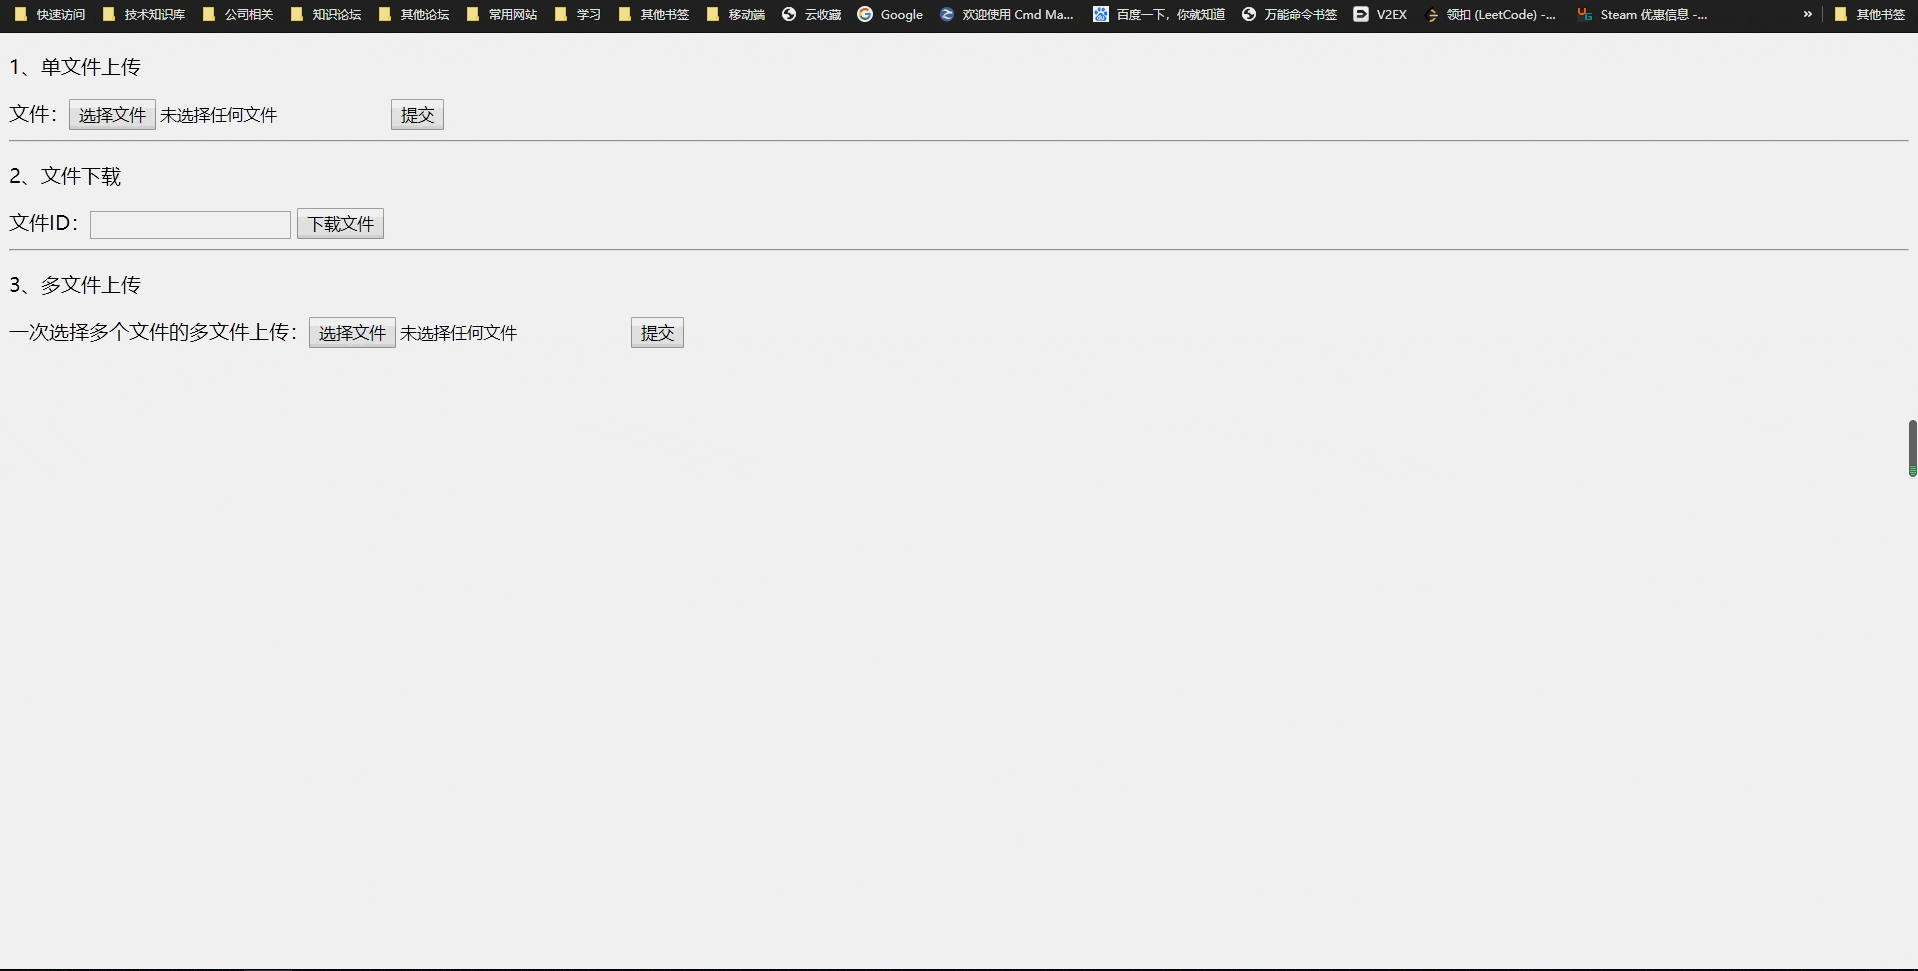 快速访问 技术知识库 公司相关 知识论坛 其他论坛 常用网站 学习 其他书签 移动端 云收藏 Google 欢迎使用 Cmd Ma... 百度一下，你就知道 万能命令书签 V2EX 领扣 (LeetCode) -... Steam 优惠信息 -... » 其他书签
1、单文件上传
文件： 选择文件 未选择任何文件 提交
2、文件下载
文件ID： 下载文件
3、多文件上传
一次选择多个文件的多文件上传： 选择文件 未选择任何文件 提交